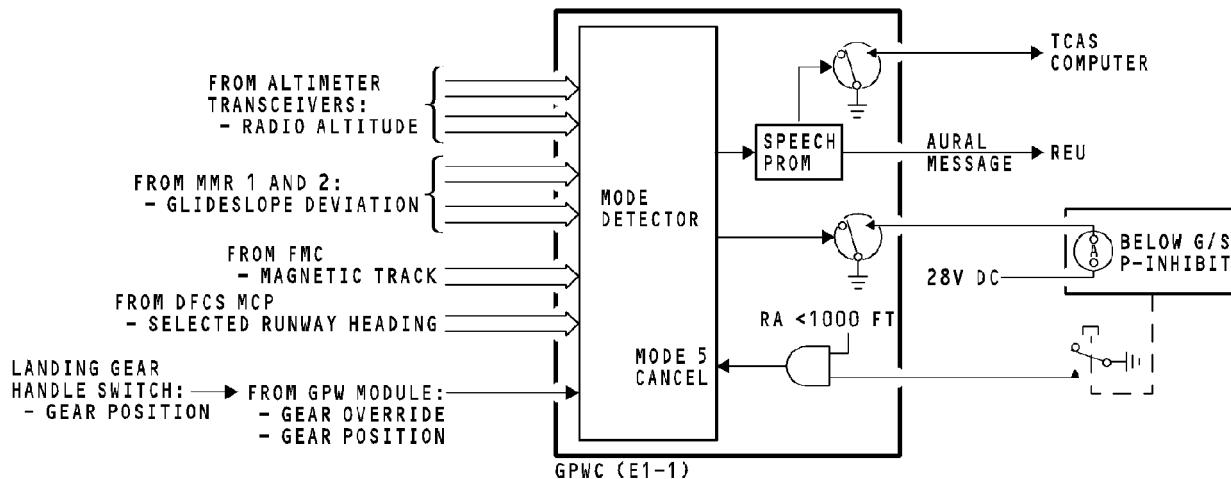 FROM ALTIMETER
TRANSCEIVERS:
- RADIO ALTITUDE
FROM MMR 1 AND 2:
- GLIDESLOPE DEVIATION
FROM FMC
- MAGNETIC TRACK
FROM DFCS MCP
- SELECTED RUNWAY HEADING
LANDING GEAR
HANDLE SWITCH:
- GEAR POSITION
FROM GPW MODULE:
- GEAR OVERRIDE
- GEAR POSITION
MODE
DETECTOR
MODE 5
CANCEL
SPEECH
PROM
RA <1000 FT
GPWC (E1-1)
TCAS
COMPUTER
AURAL
MESSAGE
REU
28V DC
A
BELOW G/S
P-INHIBIT